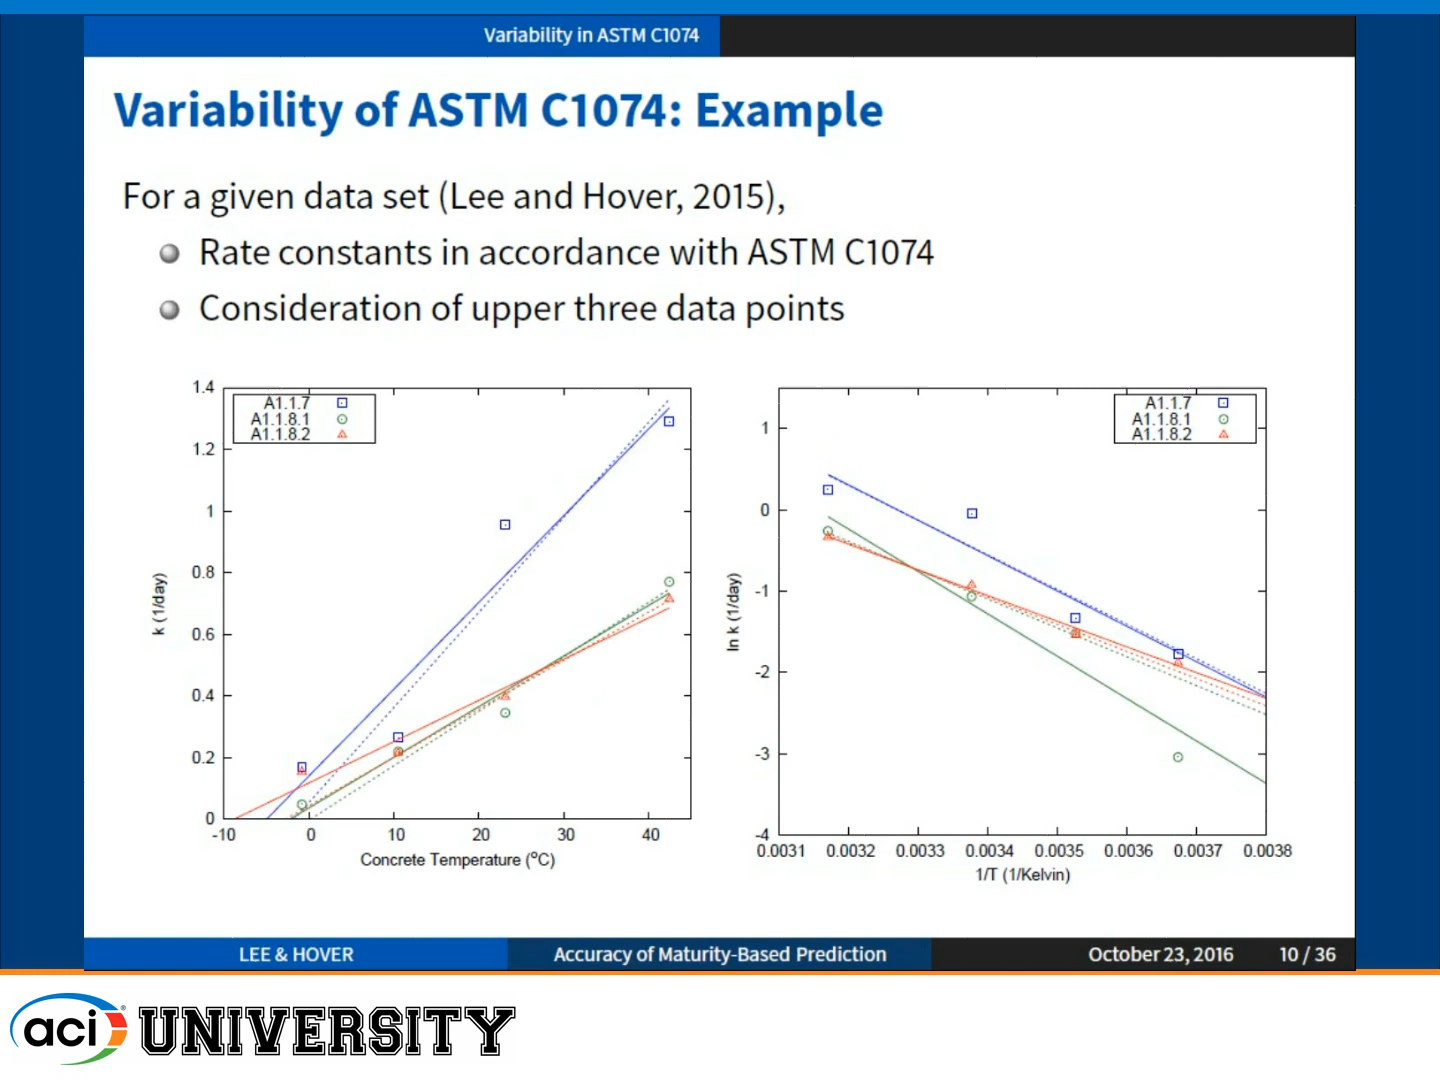 Variability in ASTM C1074
Variability of ASTM C1074: Example
For a given data set (Lee and Hover, 2015),
Rate constants in accordance with ASTM C1074
Consideration of upper three data points
1.4
1.2
1
0.8
0.6
0.4
0.2
0
k (1/day)
A1.1.7
A1.1.8.1
A1.1.8.2
-10 0 10 20 30 40
Concrete Temperature (°C)
1
0
-1
-2
-3
-4
ln k (1/day)
A1.1.7
A1.1.8.1
A1.1.8.2
0.0031 0.0032 0.0033 0.0034 0.0035 0.0036 0.0037 0.0038
1/T (1/Kelvin)
LEE & HOVER Accuracy of Maturity-Based Prediction October 23, 2016 10 / 36
aci® UNIVERSITY